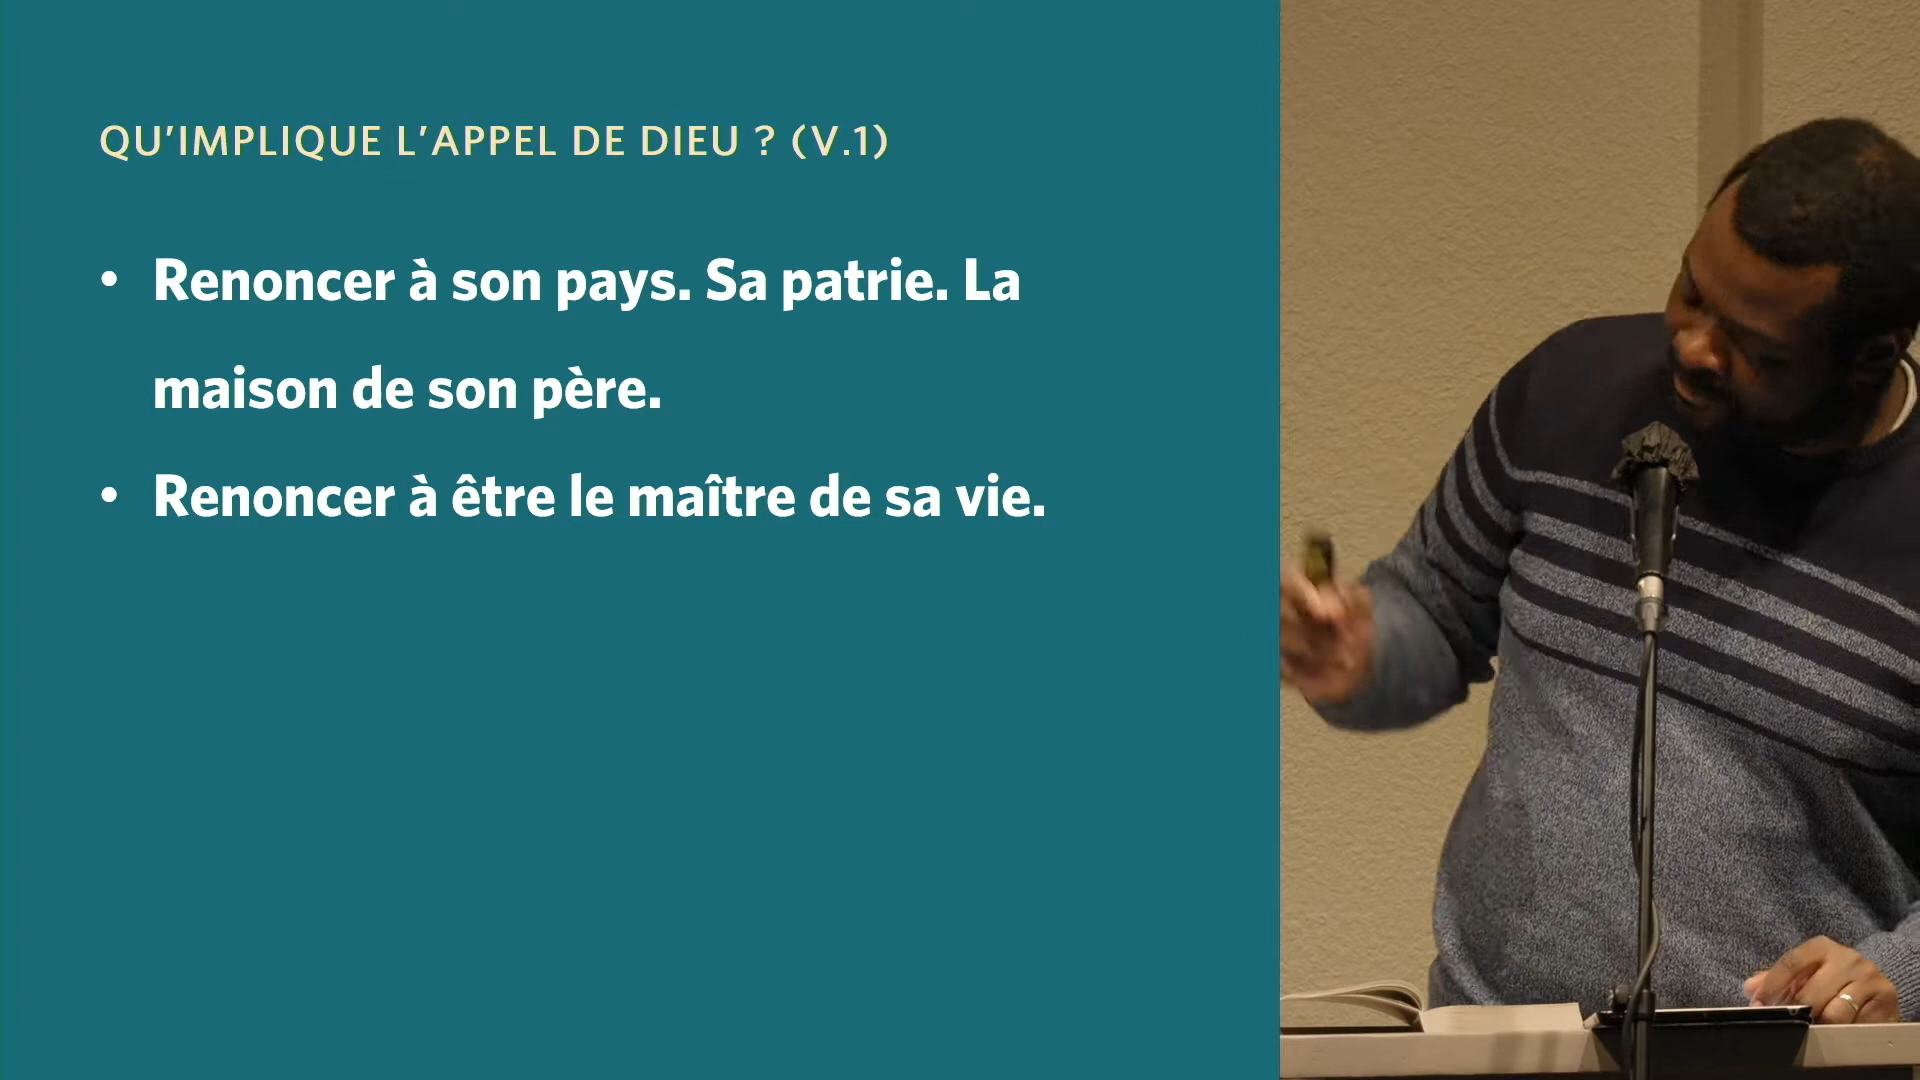 QU’IMPLIQUE L’APPEL DE DIEU ? (V.1)
• Renoncer à son pays. Sa patrie. La
maison de son père.
• Renoncer à être le maître de sa vie.